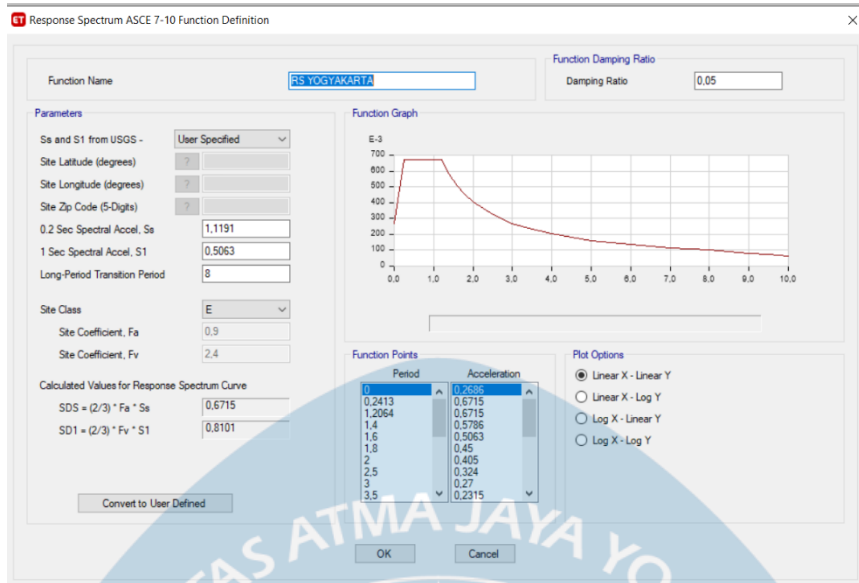 Response Spectrum ASCE 7-10 Function Definition
Function Name RS YOGYAKARTA
Function Damping Ratio
Damping Ratio 0,05
Parameters
Ss and S1 from USGS - User Specified
Site Latitude (degrees) ?
Site Longitude (degrees) ?
Site Zip Code (5-Digits) ?
0.2 Sec Spectral Accel, Ss 1,1191
1 Sec Spectral Accel, S1 0,5063
Long-Period Transition Period 8
Site Class E
Site Coefficient, Fa 0,9
Site Coefficient, Fv 2,4
Calculated Values for Response Spectrum Curve
SDS = (2/3) * Fa * Ss 0,6715
SD1 = (2/3) * Fv * S1 0,8101
Convert to User Defined
Function Graph
E-3
700
600
500
400
300
200
100
0
0,0 1,0 2,0 3,0 4,0 5,0 6,0 7,0 8,0 9,0 10,0
Function Points
Period Acceleration
0 0,2686
0,2413 0,6715
1,2064 0,6715
1,4 0,5786
1,6 0,5063
1,8 0,45
2 0,405
2,5 0,324
3 0,27
3,5 0,2315
Plot Options
Linear X - Linear Y
Linear X - Log Y
Log X - Linear Y
Log X - Log Y
OK Cancel
TAS ATMA JAYA YO